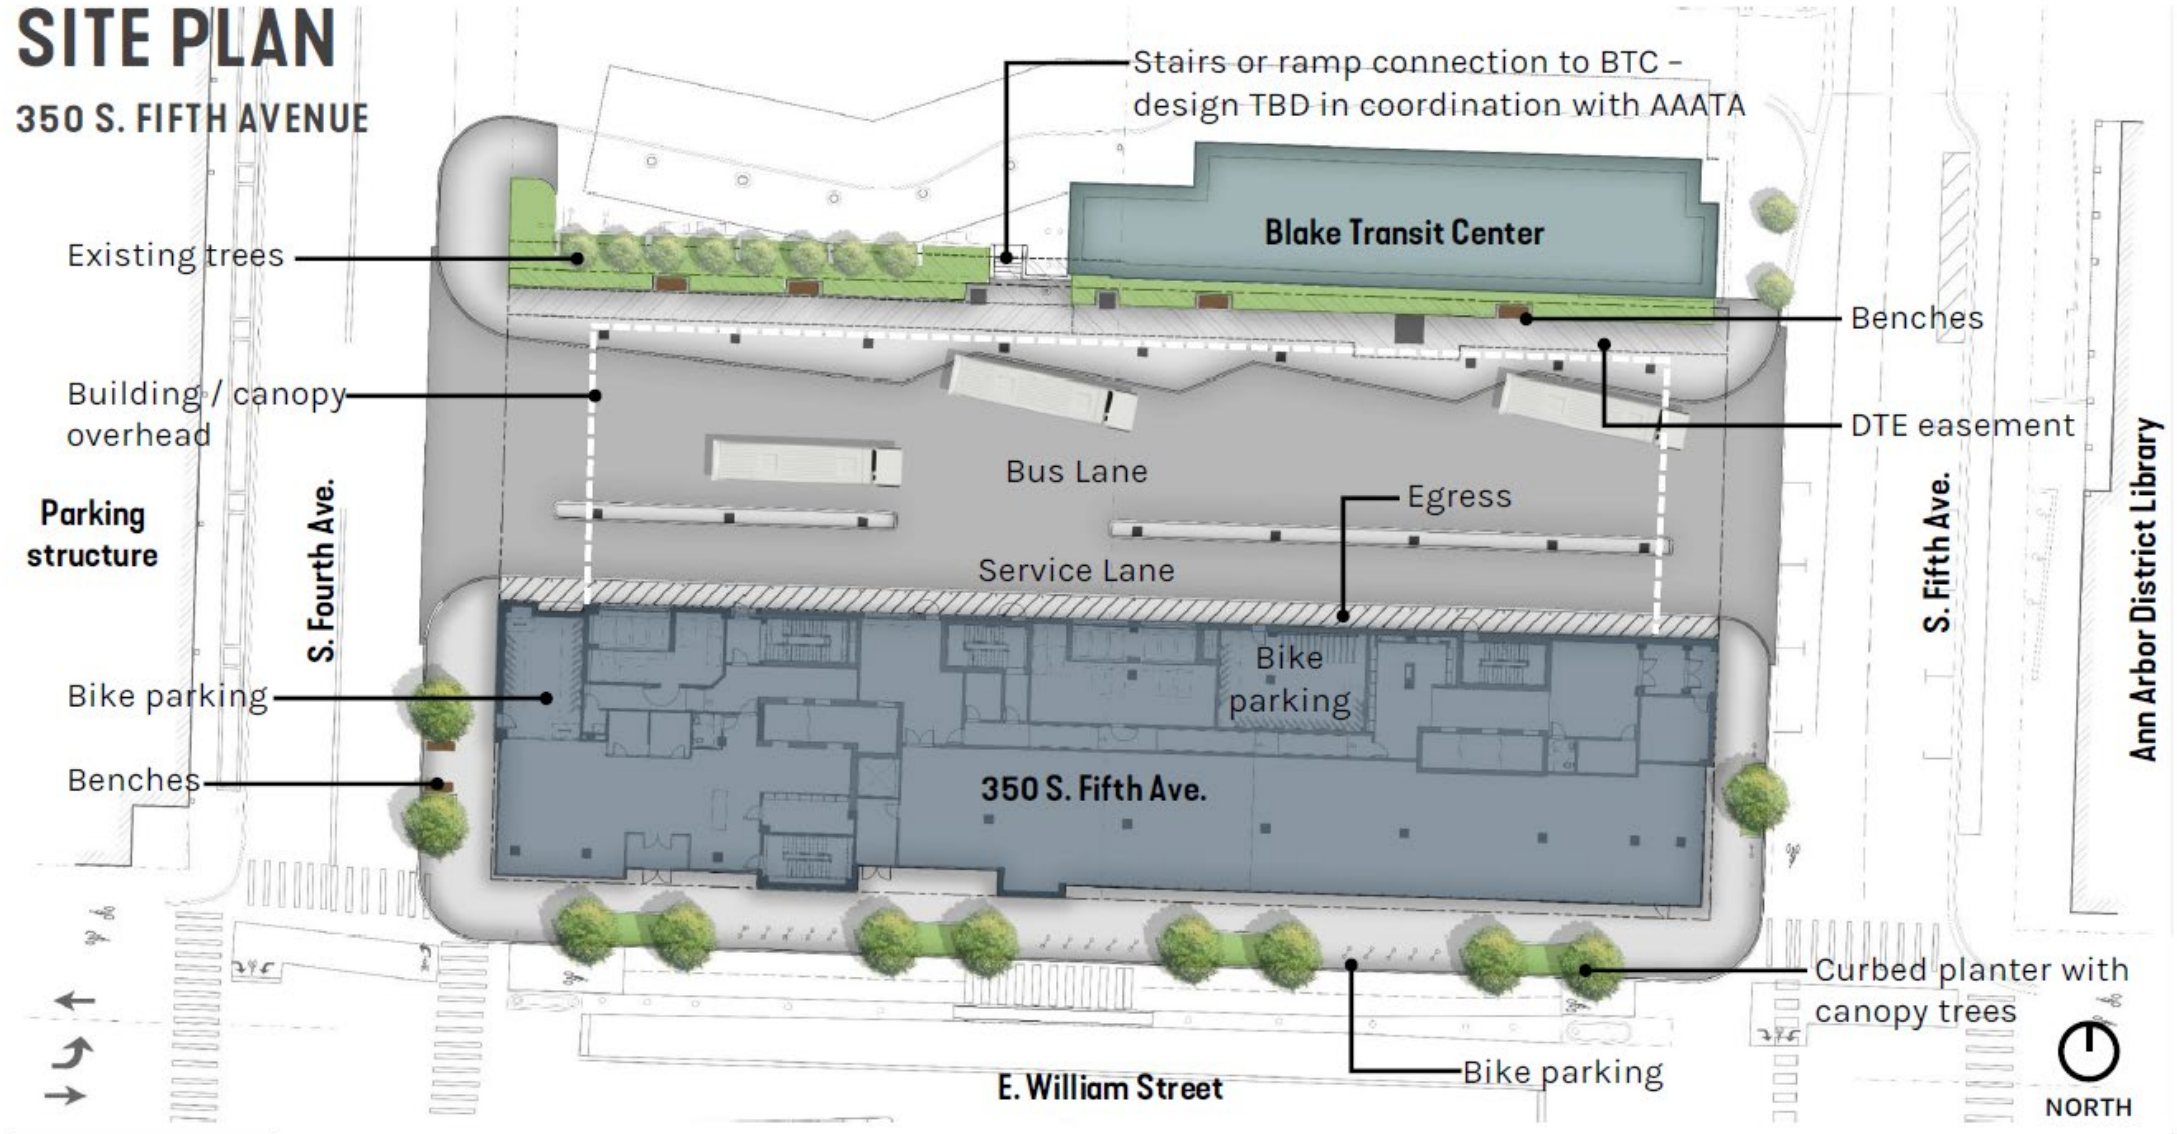 SITE PLAN
350 S. FIFTH AVENUE
Stairs or ramp connection to BTC –
design TBD in coordination with AAATA
Blake Transit Center
Existing trees
Benches
Building / canopy
overhead
DTE easement
Bus Lane
Egress
Parking
structure
S. Fourth Ave.
S. Fifth Ave.
Ann Arbor District Library
Service Lane
Bike
parking
Bike parking
Benches
350 S. Fifth Ave.
Curbed planter with
canopy trees
Bike parking
E. William Street
NORTH